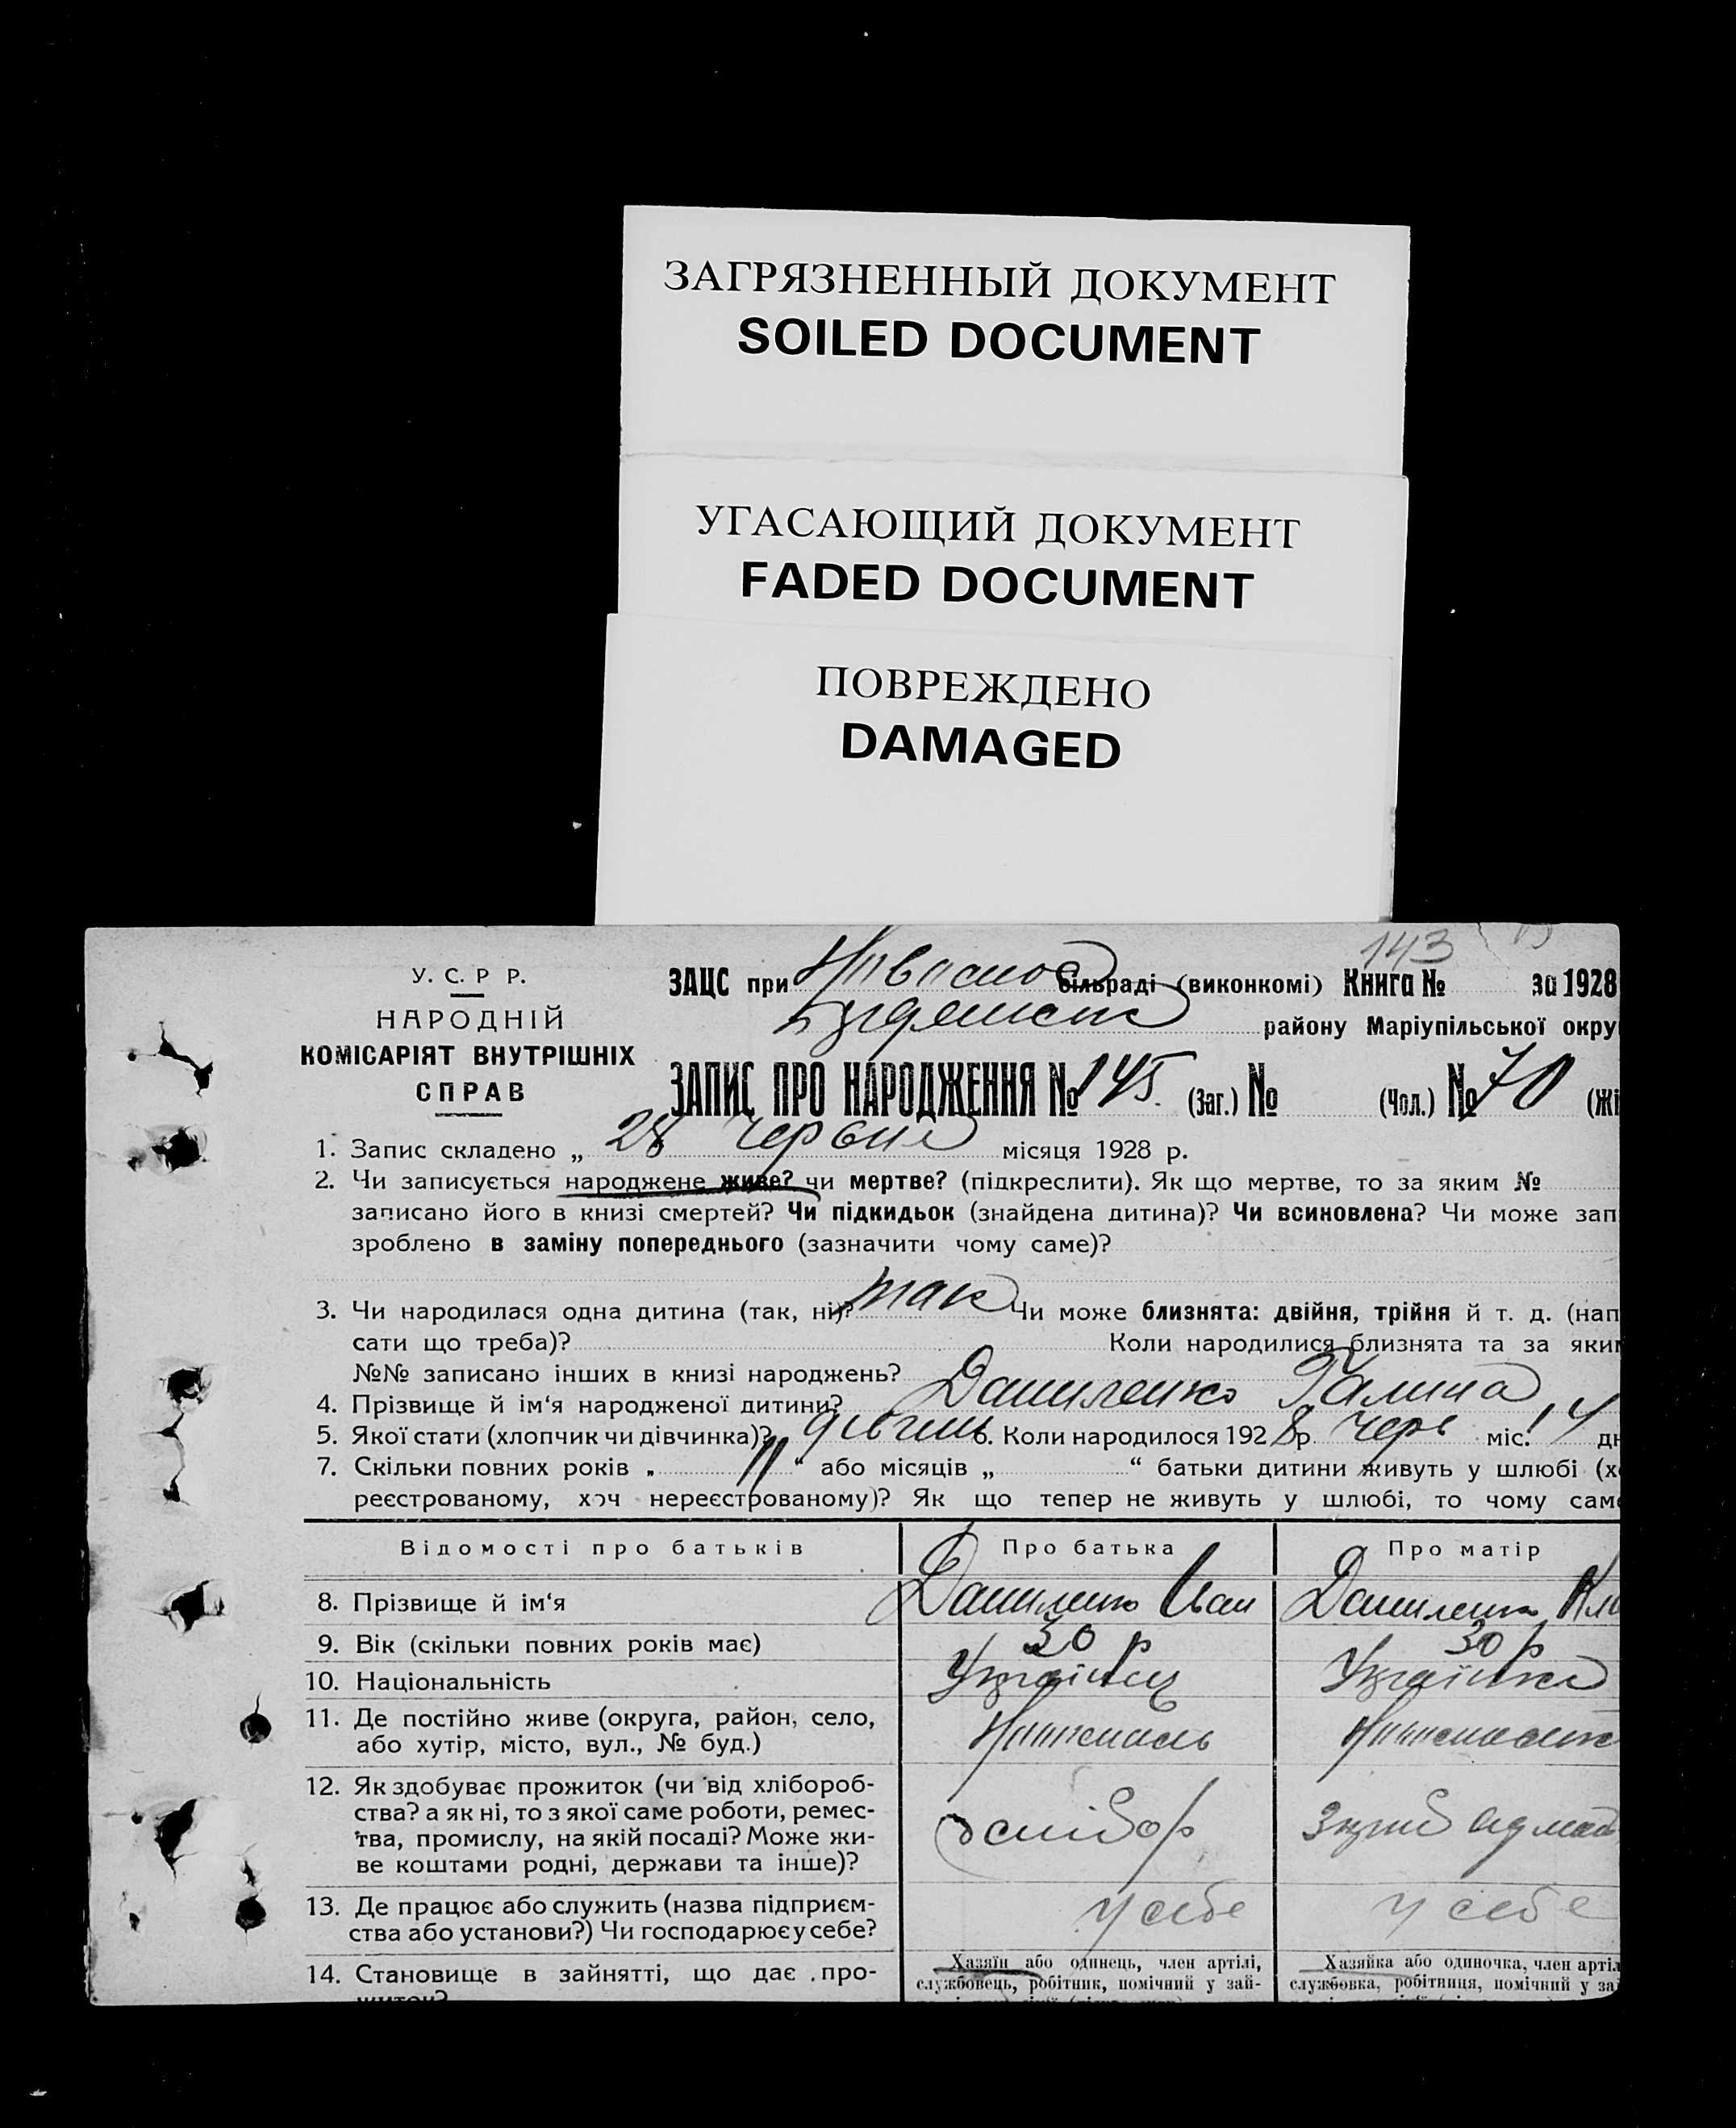 ЗАГРЯЗНЕННЫЙ ДОКУМЕНТ
SOILED DOCUMENT
УГАСАЮЩИЙ ДОКУМЕНТ
FADED DOCUMENT
ПОВРЕЖДЕНО
DAMAGED
143
У. С. Р Р.
НАРОДНІЙ
КОМІСАРІЯТ ВНУТРІШНІХ
СПРАВ
ЗАЦС при сільраді (виконкомі) Книга № за 1928
району Маріупільської окру
ЗАПИС ПРО НАРОДЖЕННЯ № 145. (Заг.) № (Чол.) № 70 (Жі
1. Запис складено „ 28 Червня місяця 1928 р.
2. Чи записується народжене живе? чи мертве? (підкреслити). Як що мертве, то за яким №
записано його в книзі смертей? Чи підкидьок (знайдена дитина)? Чи всиновлена? Чи може зап
зроблено в заміну попереднього (зазначити чому саме)?
3. Чи народилася одна дитина (так, ні)? так Чи може близнята: двійня, трійня й т. д. (нап
сати що треба)? Коли народилися близнята та за яким
№№ записано інших в книзі народжень?
4. Прізвище й ім‘я народженої дитини? Даниленко Галина
5. Якої стати (хлопчик чи дівчинка)? 6. Коли народилося 1928 р. черв міс. 14 дн
7. Скільки повних років „ 11 “ або місяців „ “ батьки дитини живуть у шлюбі (х
реєстрованому, хоч нереєстрованому)? Як що тепер не живуть у шлюбі, то чому саме
Відомості про батьків Про батька Про матір
8. Прізвище й ім‘я Даниленко Іван Даниленко
9. Вік (скільки повних років має) 30 р 30 р
10. Національність Українець Українка
11. Де постійно живе (округа, район, село,
або хутір, місто, вул., № буд.)
12. Як здобуває прожиток (чи від хлібороб-
ства? а як ні, то з якої саме роботи, ремес-
тва, промислу, на якій посаді? Може жи-
ве коштами родні, держави та інше)?
13. Де працює або служить (назва підприєм-
ства або установи?) Чи господарює у себе? у себе у себе
14. Становище в зайнятті, що дає про-
житок?
Хазяїн або одинець, член артілі,
службовець, робітник, помічний у зай-
Хазяйка або одиночка, член артіл
службовка, робітниця, помічний у за